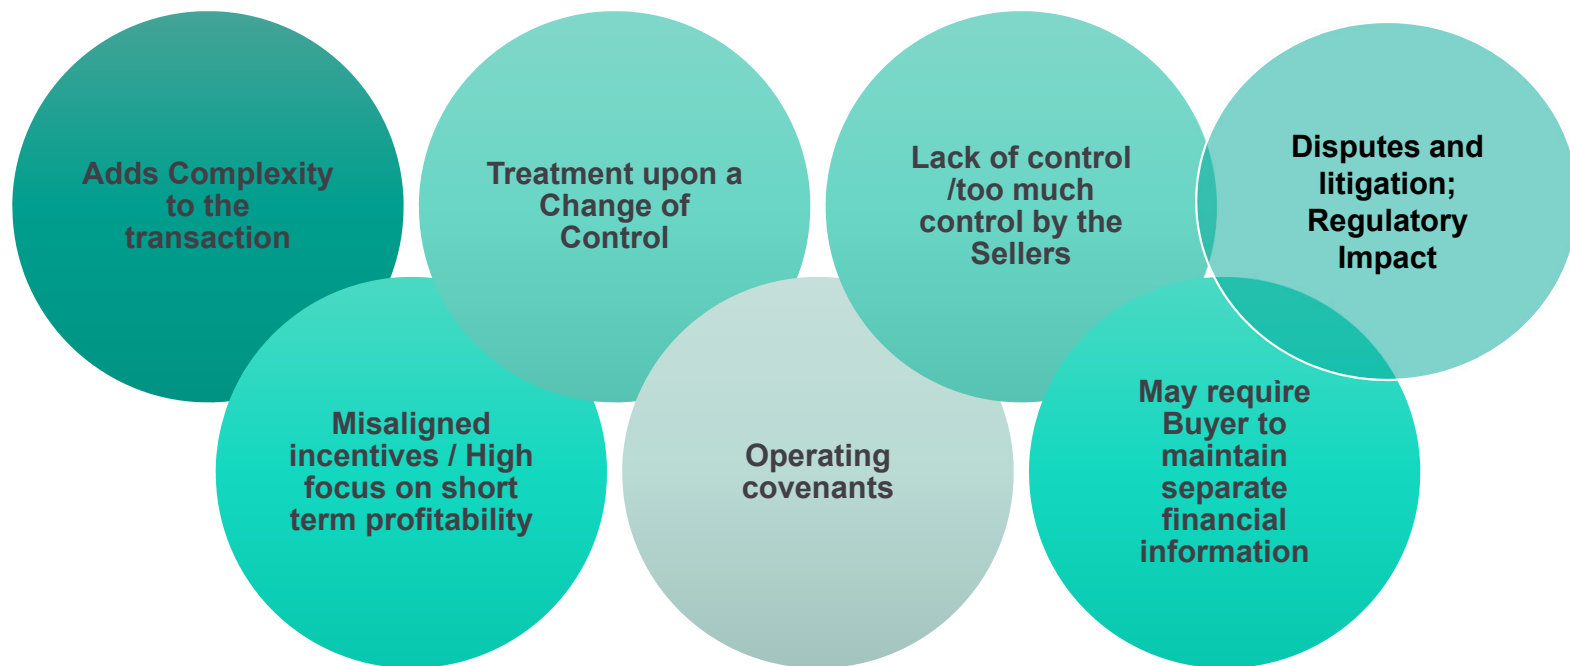 Adds Complexity
to the
transaction
Misaligned
incentives / High
focus on short
term profitability
Treatment upon a
Change of
Control
Operating
covenants
Lack of control
/too much
control by the
Sellers
May require
Buyer to
maintain
separate
financial
information
Disputes and
litigation;
Regulatory
Impact